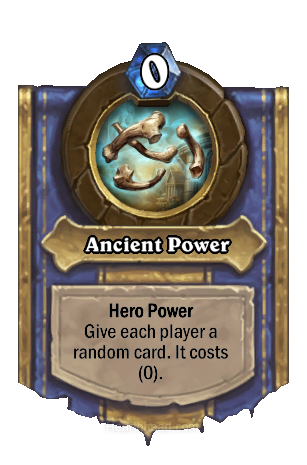 0
Ancient Power
Hero Power
Give each player a
random card. It costs
(0).